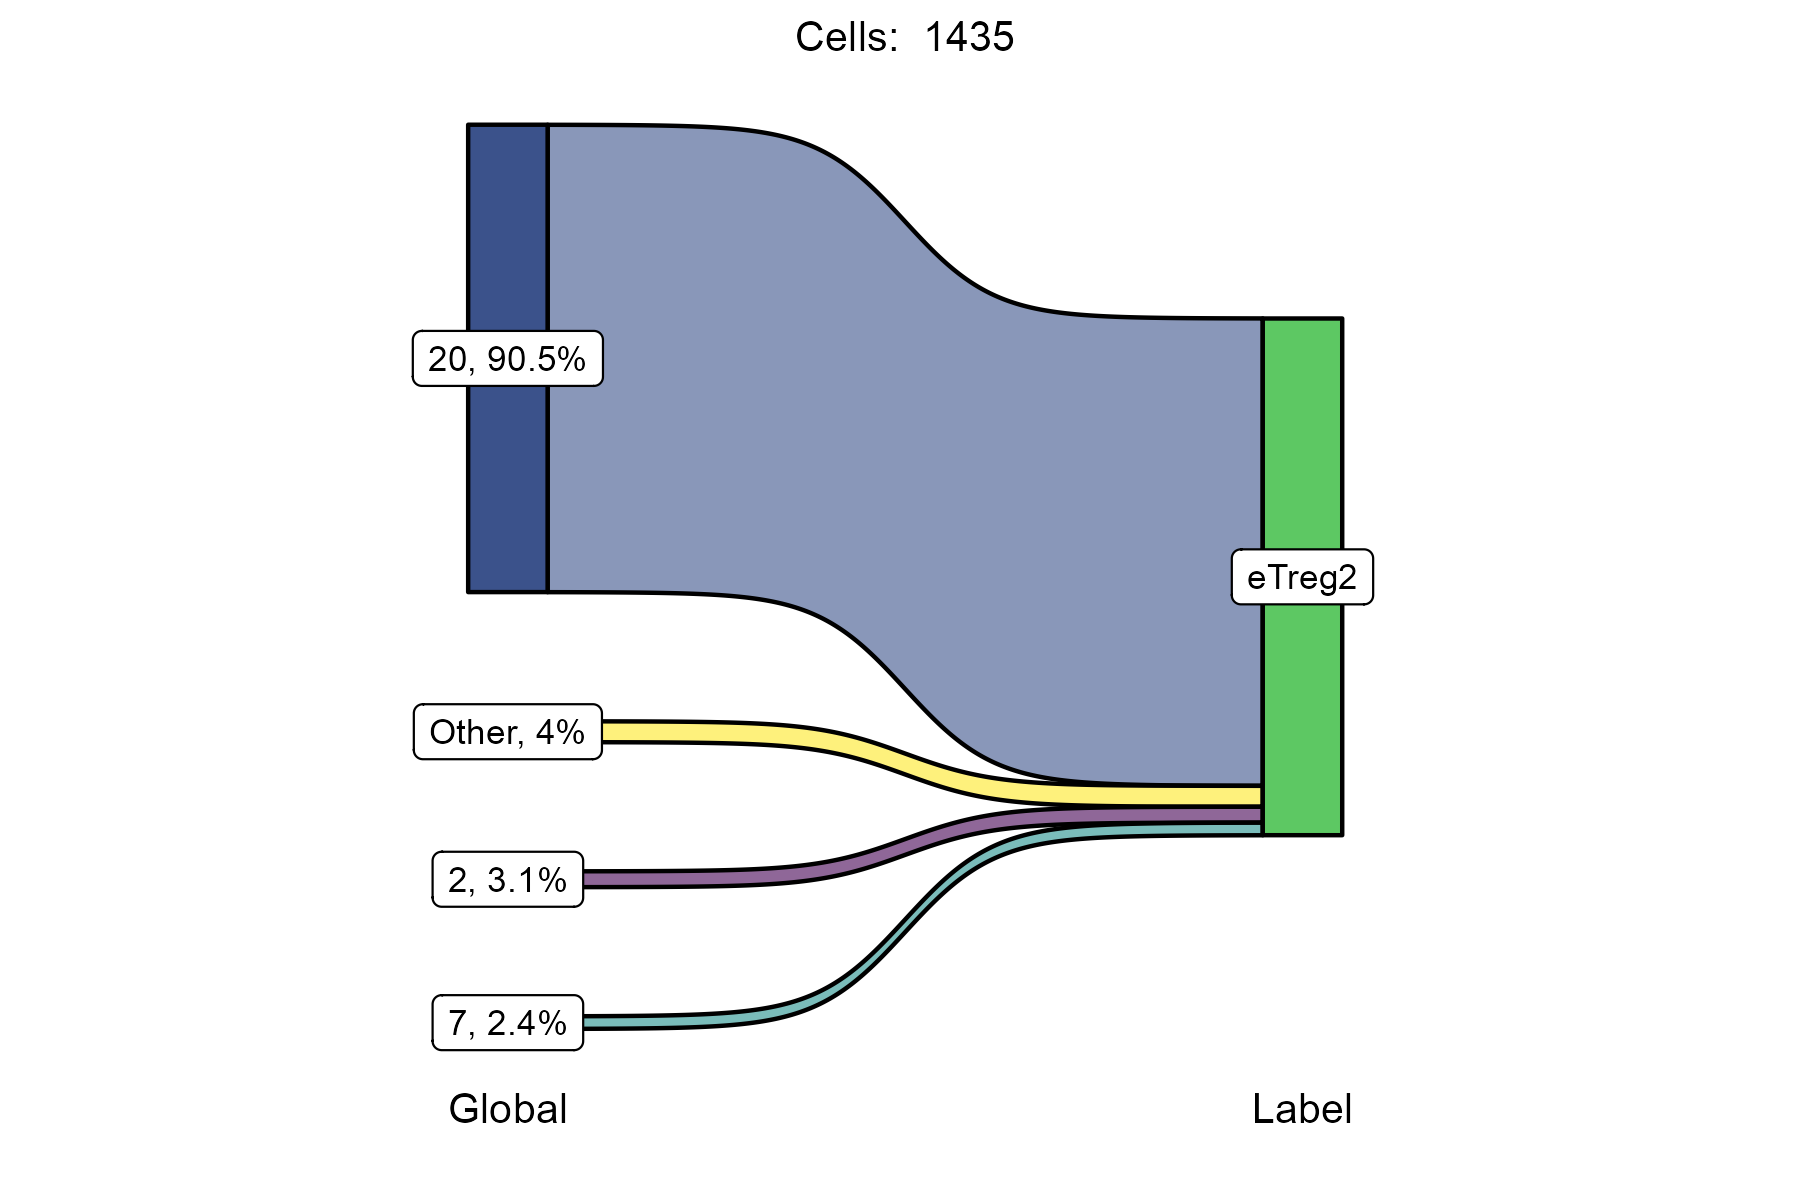 Cells:  1435
20, 90.5%
eTreg2
Other, 4%
2, 3.1%
7, 2.4%
Global
Label